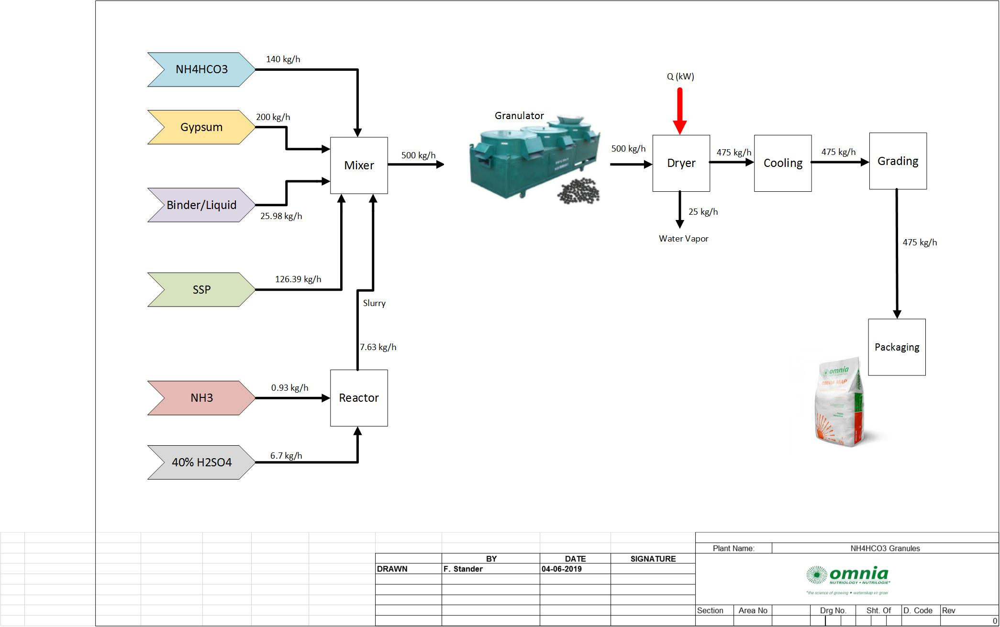 NH4HCO3
140 kg/h
Gypsum
200 kg/h
Binder/Liquid
25.98 kg/h
SSP
126.39 kg/h
NH3
0.93 kg/h
40% H2SO4
6.7 kg/h
Reactor
7.63 kg/h
Slurry
Mixer
500 kg/h
Granulator
500 kg/h
Q (kW)
Dryer
25 kg/h
Water Vapor
475 kg/h
Cooling
475 kg/h
Grading
475 kg/h
Packaging
omnia
OMNIA MAP
omnia
Plant Name:
NH4HCO3 Granules
BY
DATE
SIGNATURE
DRAWN
F. Stander
04-06-2019
omnia
NUTRIOLOGY • NUTRILOGIE*
*the science of growing • wetenskap vir groei
Section
Area No
Drg No.
Sht. Of
D. Code
Rev
0